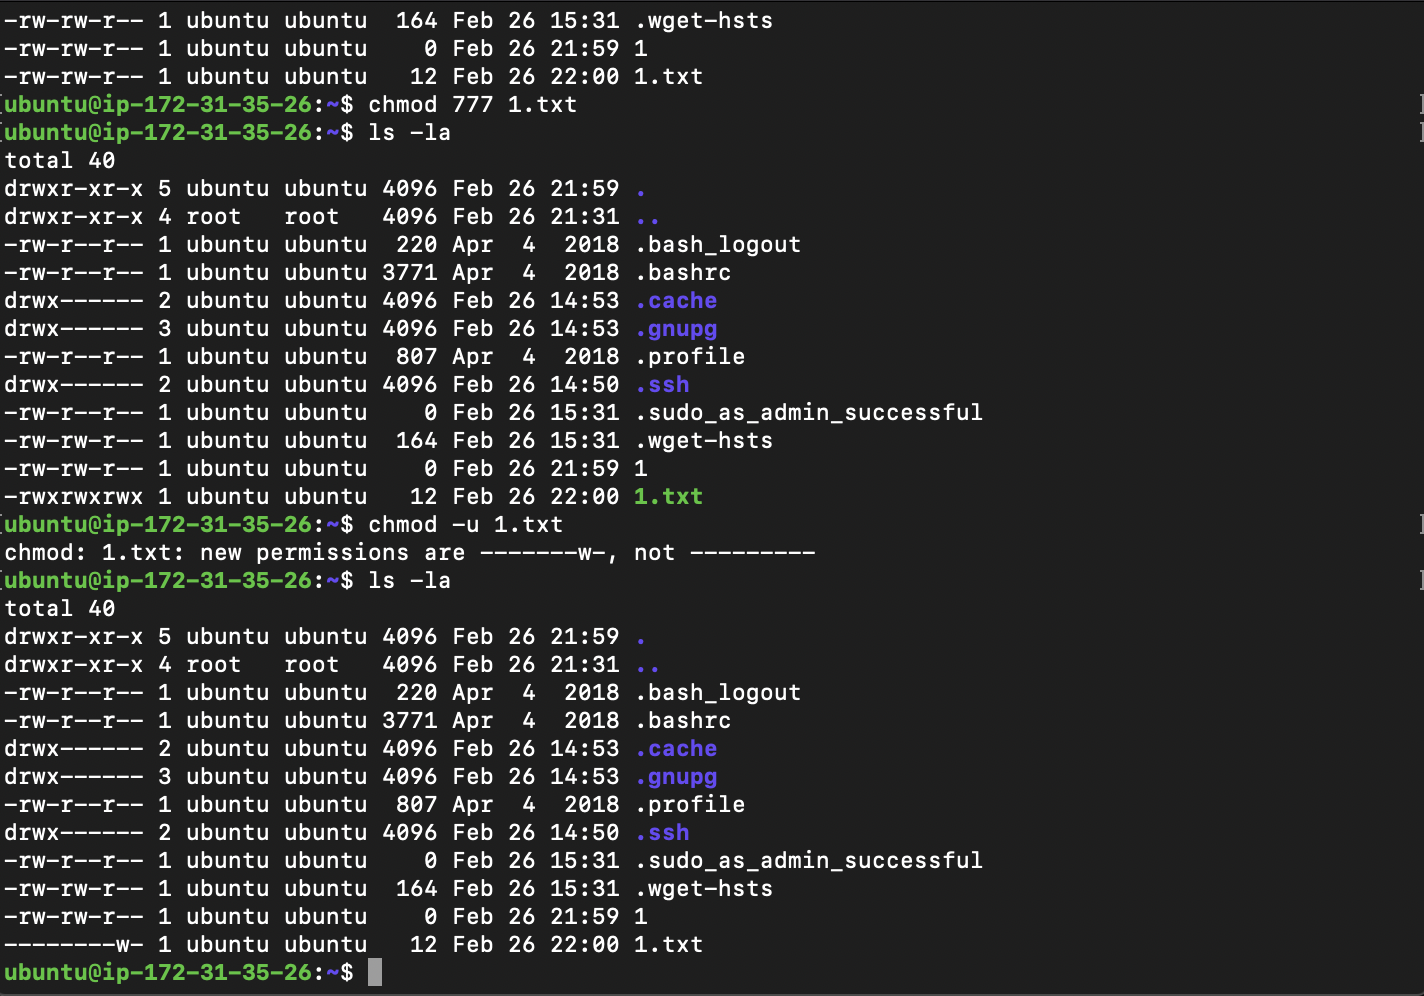 -rw-rw-r-- 1 ubuntu ubuntu  164 Feb 26 15:31 .wget-hsts
-rw-rw-r-- 1 ubuntu ubuntu    0 Feb 26 21:59 1
-rw-rw-r-- 1 ubuntu ubuntu   12 Feb 26 22:00 1.txt
[ubuntu@ip-172-31-35-26:~$ chmod 777 1.txt ]
[ubuntu@ip-172-31-35-26:~$ ls -la ]
total 40
drwxr-xr-x 5 ubuntu ubuntu 4096 Feb 26 21:59 .
drwxr-xr-x 4 root   root   4096 Feb 26 21:31 ..
-rw-r--r-- 1 ubuntu ubuntu  220 Apr  4  2018 .bash_logout
-rw-r--r-- 1 ubuntu ubuntu 3771 Apr  4  2018 .bashrc
drwx------ 2 ubuntu ubuntu 4096 Feb 26 14:53 .cache
drwx------ 3 ubuntu ubuntu 4096 Feb 26 14:53 .gnupg
-rw-r--r-- 1 ubuntu ubuntu  807 Apr  4  2018 .profile
drwx------ 2 ubuntu ubuntu 4096 Feb 26 14:50 .ssh
-rw-r--r-- 1 ubuntu ubuntu    0 Feb 26 15:31 .sudo_as_admin_successful
-rw-rw-r-- 1 ubuntu ubuntu  164 Feb 26 15:31 .wget-hsts
-rw-rw-r-- 1 ubuntu ubuntu    0 Feb 26 21:59 1
-rwxrwxrwx 1 ubuntu ubuntu   12 Feb 26 22:00 1.txt
[ubuntu@ip-172-31-35-26:~$ chmod -u 1.txt ]
chmod: 1.txt: new permissions are -------w-, not ---------
[ubuntu@ip-172-31-35-26:~$ ls -la ]
total 40
drwxr-xr-x 5 ubuntu ubuntu 4096 Feb 26 21:59 .
drwxr-xr-x 4 root   root   4096 Feb 26 21:31 ..
-rw-r--r-- 1 ubuntu ubuntu  220 Apr  4  2018 .bash_logout
-rw-r--r-- 1 ubuntu ubuntu 3771 Apr  4  2018 .bashrc
drwx------ 2 ubuntu ubuntu 4096 Feb 26 14:53 .cache
drwx------ 3 ubuntu ubuntu 4096 Feb 26 14:53 .gnupg
-rw-r--r-- 1 ubuntu ubuntu  807 Apr  4  2018 .profile
drwx------ 2 ubuntu ubuntu 4096 Feb 26 14:50 .ssh
-rw-r--r-- 1 ubuntu ubuntu    0 Feb 26 15:31 .sudo_as_admin_successful
-rw-rw-r-- 1 ubuntu ubuntu  164 Feb 26 15:31 .wget-hsts
-rw-rw-r-- 1 ubuntu ubuntu    0 Feb 26 21:59 1
--------w- 1 ubuntu ubuntu   12 Feb 26 22:00 1.txt
ubuntu@ip-172-31-35-26:~$